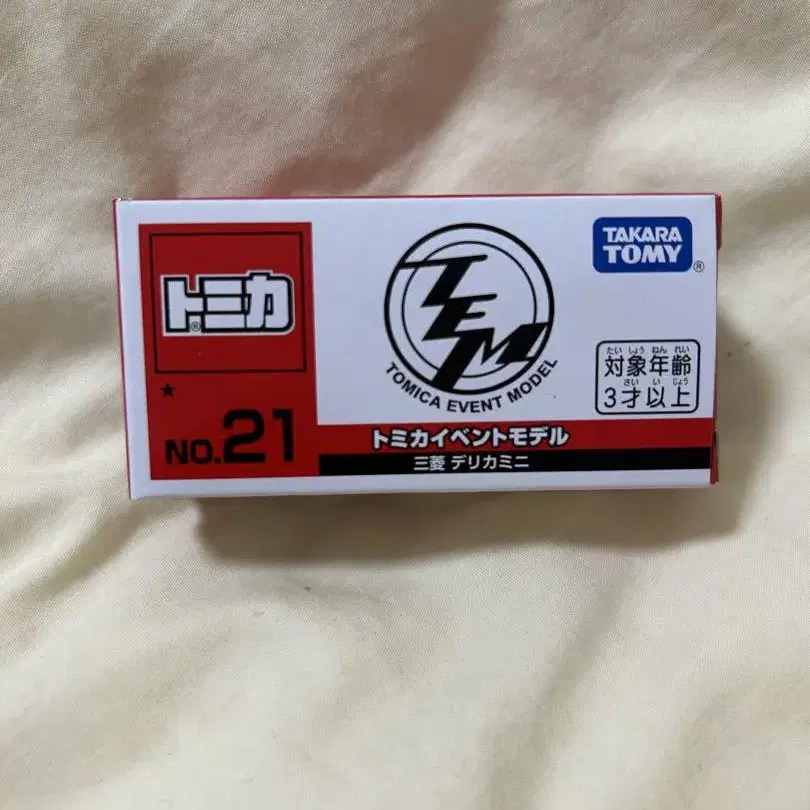 トミカ®
★
NO.21
TEM
TOMICA EVENT MODEL
トミカイベントモデル
三菱 デリカミニ
TAKARA
TOMY®
たい しょう ねん れい
対象年齢
さい い じょう
3才以上